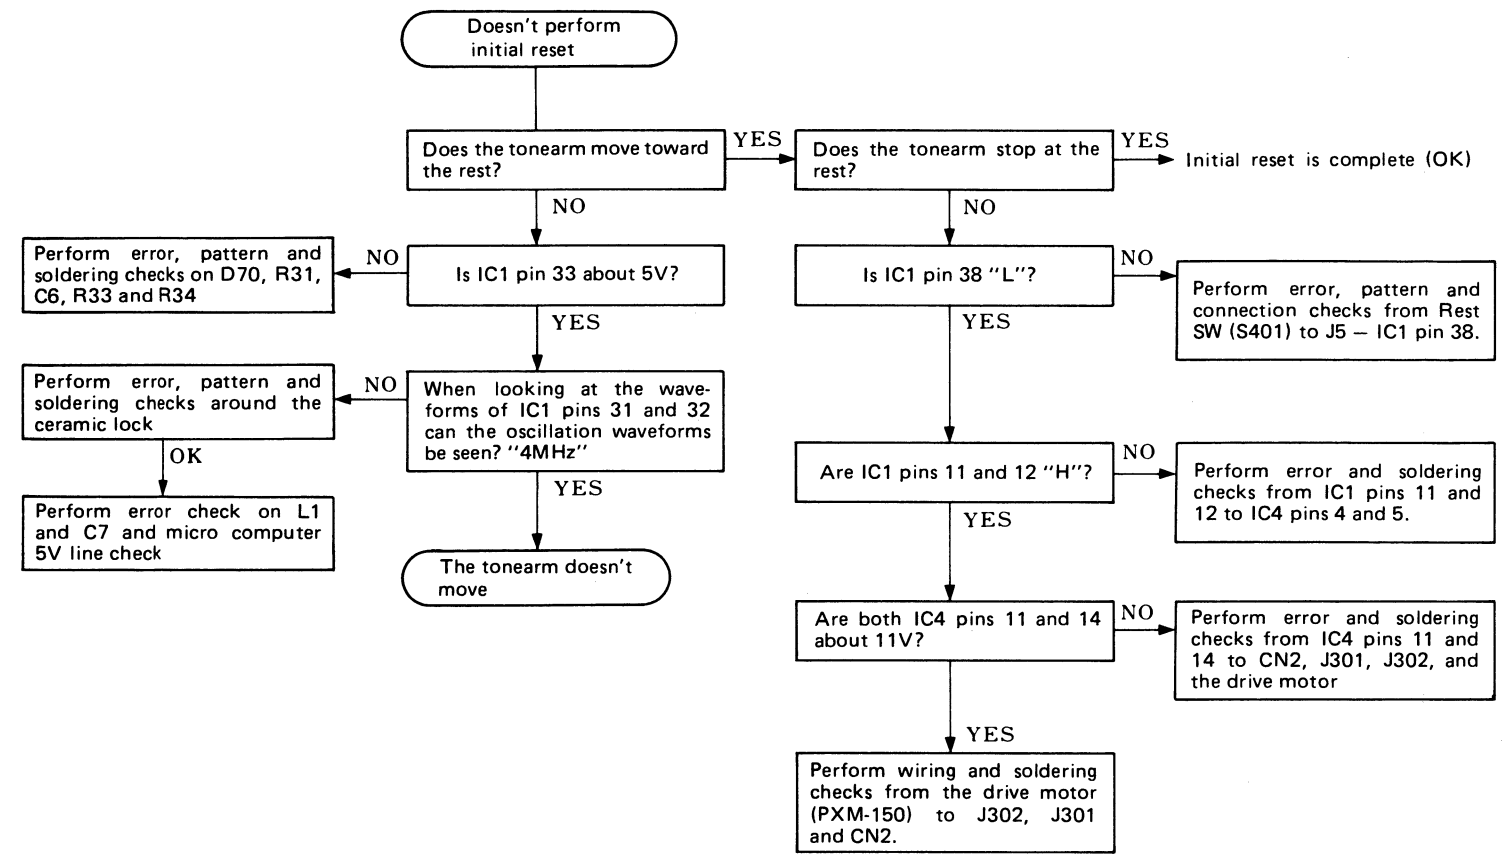 Doesn't perform
initial reset
Does the tonearm move toward
the rest?
YES
Does the tonearm stop at the
rest?
YES
Initial reset is complete (OK)
NO
NO
Perform error, pattern and
soldering checks on D70, R31,
C6, R33 and R34
NO
Is IC1 pin 33 about 5V?
Is IC1 pin 38 "L"?
NO
Perform error, pattern and
connection checks from Rest
SW (S401) to J5 — IC1 pin 38.
YES
YES
Perform error, pattern and
soldering checks around the
ceramic lock
NO
When looking at the wave-
forms of IC1 pins 31 and 32
can the oscillation waveforms
be seen? "4MHz"
OK
YES
Perform error check on L1
and C7 and micro computer
5V line check
The tonearm doesn't
move
Are IC1 pins 11 and 12 "H"?
NO
Perform error and soldering
checks from IC1 pins 11 and
12 to IC4 pins 4 and 5.
YES
Are both IC4 pins 11 and 14
about 11V?
NO
Perform error and soldering
checks from IC4 pins 11 and
14 to CN2, J301, J302, and
the drive motor
YES
Perform wiring and soldering
checks from the drive motor
(PXM-150) to J302, J301
and CN2.